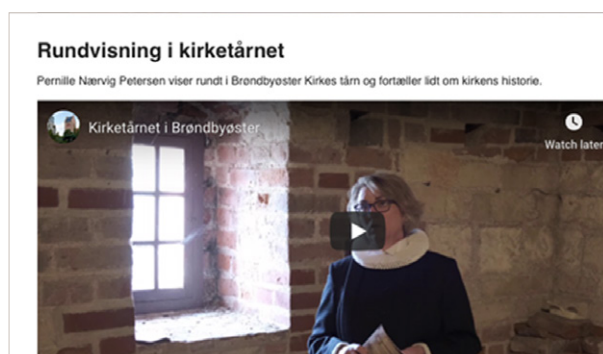 Rundvisning i kirketårnet
Pernille Nærvig Petersen viser rundt i Brøndbyøster Kirkes tårn og fortæller lidt om kirkens historie.
Kirketårnet i Brøndbyøster
Watch later